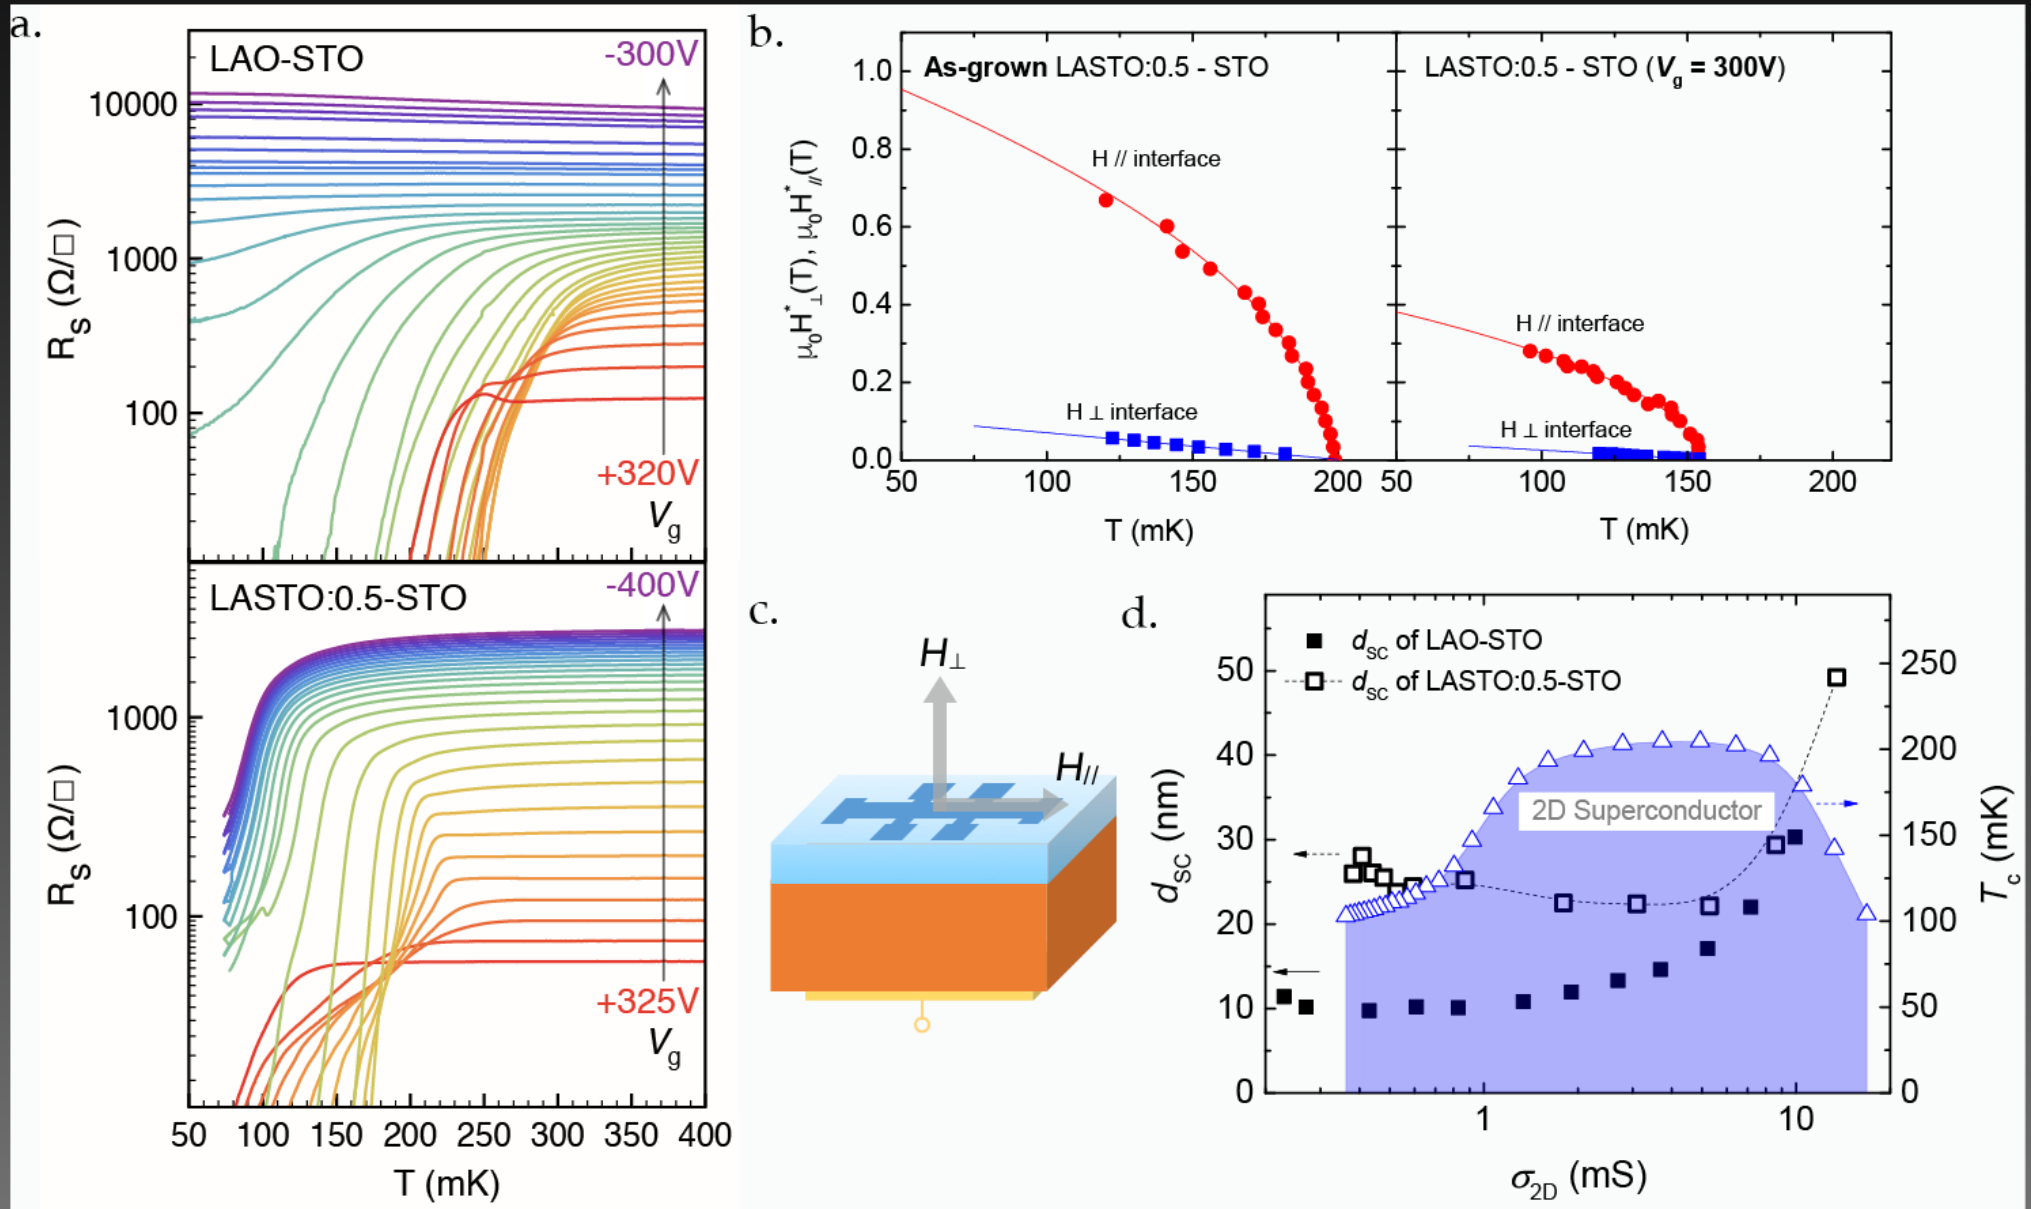 a.
LAO-STO
-300V
10000
1000
100
R_S (Ω/□)
+320V
V_g
LASTO:0.5-STO
-400V
1000
100
R_S (Ω/□)
+325V
V_g
50 100 150 200 250 300 350 400
T (mK)
b.
As-grown LASTO:0.5 - STO
LASTO:0.5 - STO (V_g = 300V)
1.0
0.8
0.6
0.4
0.2
0.0
μ₀H*_⊥(T), μ₀H*_//(T)
H // interface
H ⊥ interface
H // interface
H ⊥ interface
50 100 150 200 50 100 150 200
T (mK)
T (mK)
c.
H_⊥
H_//
d.
d_SC of LAO-STO
d_SC of LASTO:0.5-STO
2D Superconductor
50
40
30
20
10
0
d_SC (nm)
250
200
150
100
50
0
T_c (mK)
1 10
σ_2D (mS)